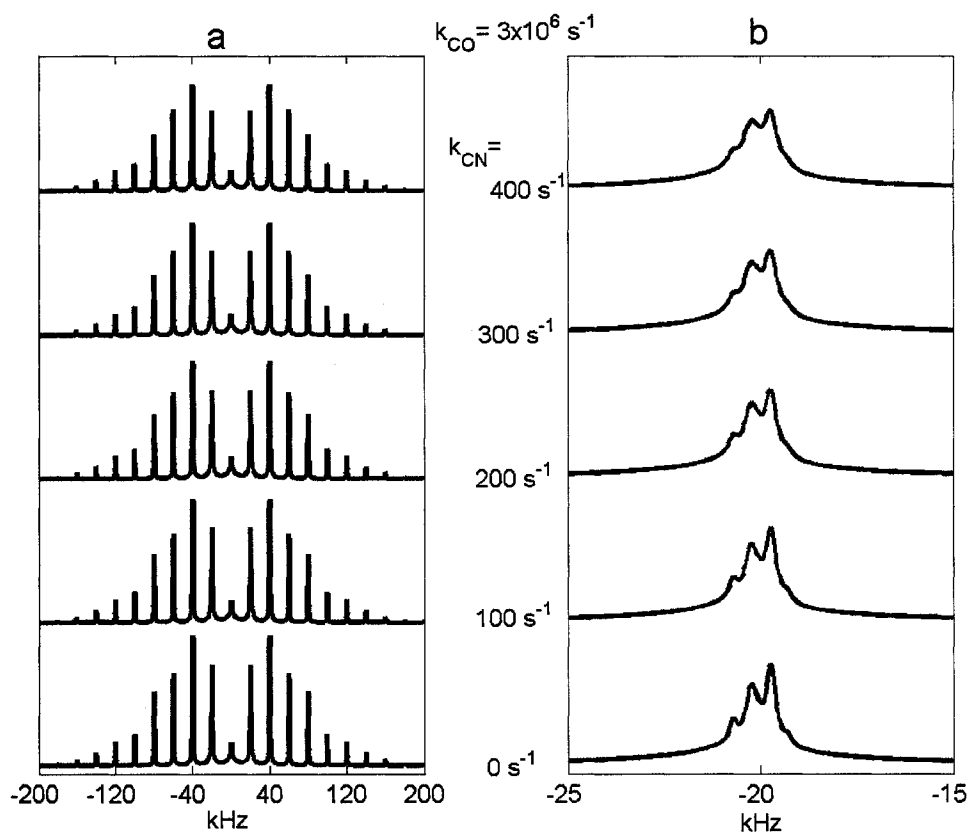 a
k_CO= 3x10^6 s^-1
b
k_CN=
400 s^-1
300 s^-1
200 s^-1
100 s^-1
0 s^-1
-200 -120 -40 40 120 200
kHz
-25 -20 -15
kHz